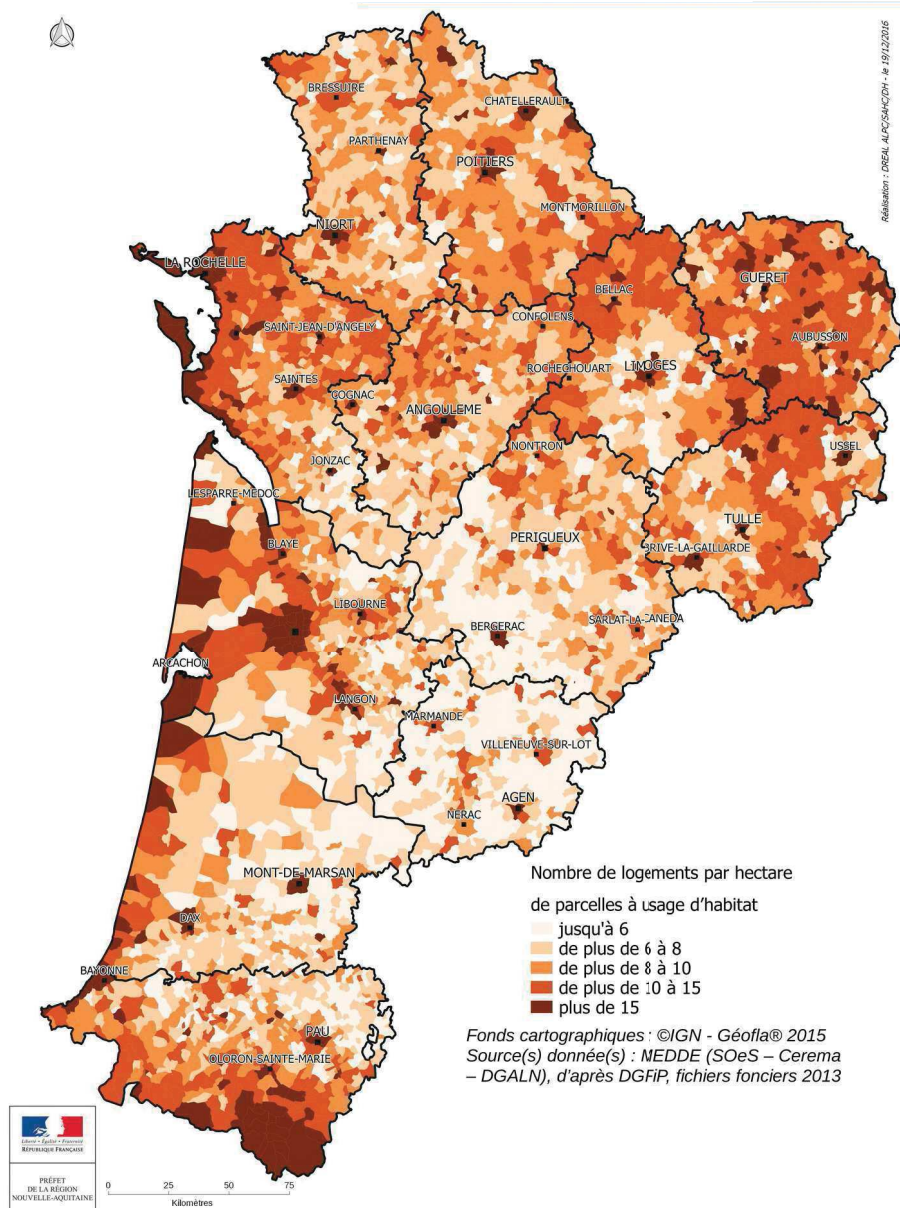 Réalisation : DREAL ALPC/SAHC/DH - le 19/12/2016
BRESSUIRE
CHATELLERAULT
PARTHENAY
POITIERS
MONTMORILLON
NIORT
LA ROCHELLE
GUERET
BELLAC
SAINT-JEAN-D'ANGELY
CONFOLENS
AUBUSSON
ROCHECHOUART
LIMOGES
SAINTES
COGNAC
ANGOULEME
NONTRON
USSEL
JONZAC
LESPARRE-MEDOC
TULLE
PERIGUEUX
BRIVE-LA-GAILLARDE
BLAYE
LIBOURNE
BERGERAC
SARLAT-LA-CANEDA
ARCACHON
LANGON
MARMANDE
VILLENEUVE-SUR-LOT
AGEN
NERAC
MONT-DE-MARSAN
DAX
BAYONNE
PAU
OLORON-SAINTE-MARIE
Nombre de logements par hectare
de parcelles à usage d'habitat
jusqu'à 6
de plus de 6 à 8
de plus de 8 à 10
de plus de 10 à 15
plus de 15
Fonds cartographiques : ©IGN - Géofla® 2015
Source(s) donnée(s) : MEDDE (SOeS – Cerema
– DGALN), d'après DGFiP, fichiers fonciers 2013
Liberté • Égalité • Fraternité
RÉPUBLIQUE FRANÇAISE
PRÉFET
DE LA RÉGION
NOUVELLE-AQUITAINE
0 25 50 75
Kilomètres